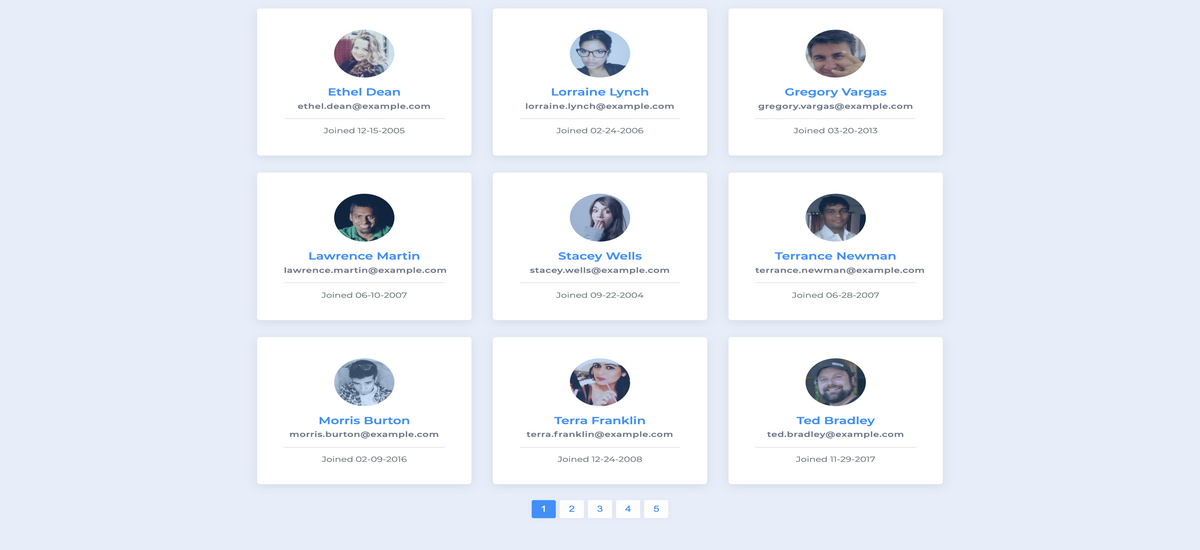 Ethel Dean
ethel.dean@example.com
Joined 12-15-2005
Lorraine Lynch
lorraine.lynch@example.com
Joined 02-24-2006
Gregory Vargas
gregory.vargas@example.com
Joined 03-20-2013
Lawrence Martin
lawrence.martin@example.com
Joined 06-10-2007
Stacey Wells
stacey.wells@example.com
Joined 09-22-2004
Terrance Newman
terrance.newman@example.com
Joined 06-28-2007
Morris Burton
morris.burton@example.com
Joined 02-09-2016
Terra Franklin
terra.franklin@example.com
Joined 12-24-2008
Ted Bradley
ted.bradley@example.com
Joined 11-29-2017
1 2 3 4 5